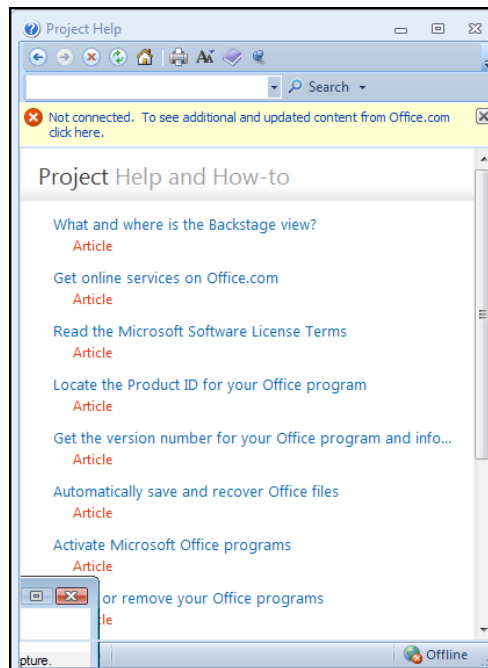 Project Help
Search
Not connected. To see additional and updated content from Office.com
click here.
Project Help and How-to
What and where is the Backstage view?
Article
Get online services on Office.com
Article
Read the Microsoft Software License Terms
Article
Locate the Product ID for your Office program
Article
Get the version number for your Office program and info...
Article
Automatically save and recover Office files
Article
Activate Microsoft Office programs
Article
or remove your Office programs
pture.
Offline